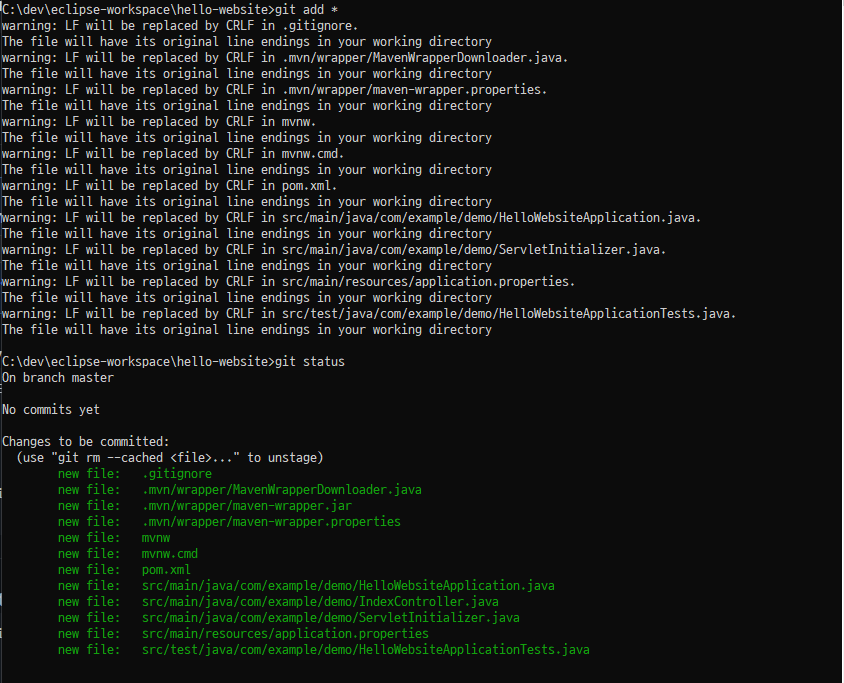 C:\dev\eclipse-workspace\hello-website>git add *
warning: LF will be replaced by CRLF in .gitignore.
The file will have its original line endings in your working directory
warning: LF will be replaced by CRLF in .mvn/wrapper/MavenWrapperDownloader.java.
The file will have its original line endings in your working directory
warning: LF will be replaced by CRLF in .mvn/wrapper/maven-wrapper.properties.
The file will have its original line endings in your working directory
warning: LF will be replaced by CRLF in mvnw.
The file will have its original line endings in your working directory
warning: LF will be replaced by CRLF in mvnw.cmd.
The file will have its original line endings in your working directory
warning: LF will be replaced by CRLF in pom.xml.
The file will have its original line endings in your working directory
warning: LF will be replaced by CRLF in src/main/java/com/example/demo/HelloWebsiteApplication.java.
The file will have its original line endings in your working directory
warning: LF will be replaced by CRLF in src/main/java/com/example/demo/ServletInitializer.java.
The file will have its original line endings in your working directory
warning: LF will be replaced by CRLF in src/main/resources/application.properties.
The file will have its original line endings in your working directory
warning: LF will be replaced by CRLF in src/test/java/com/example/demo/HelloWebsiteApplicationTests.java.
The file will have its original line endings in your working directory

C:\dev\eclipse-workspace\hello-website>git status
On branch master

No commits yet

Changes to be committed:
  (use "git rm --cached <file>..." to unstage)
        new file:   .gitignore
        new file:   .mvn/wrapper/MavenWrapperDownloader.java
        new file:   .mvn/wrapper/maven-wrapper.jar
        new file:   .mvn/wrapper/maven-wrapper.properties
        new file:   mvnw
        new file:   mvnw.cmd
        new file:   pom.xml
        new file:   src/main/java/com/example/demo/HelloWebsiteApplication.java
        new file:   src/main/java/com/example/demo/IndexController.java
        new file:   src/main/java/com/example/demo/ServletInitializer.java
        new file:   src/main/resources/application.properties
        new file:   src/test/java/com/example/demo/HelloWebsiteApplicationTests.java